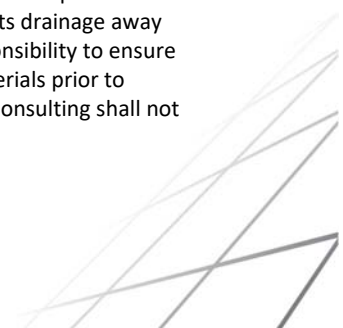 ts drainage away
onsibility to ensure
erials prior to
onsulting shall not